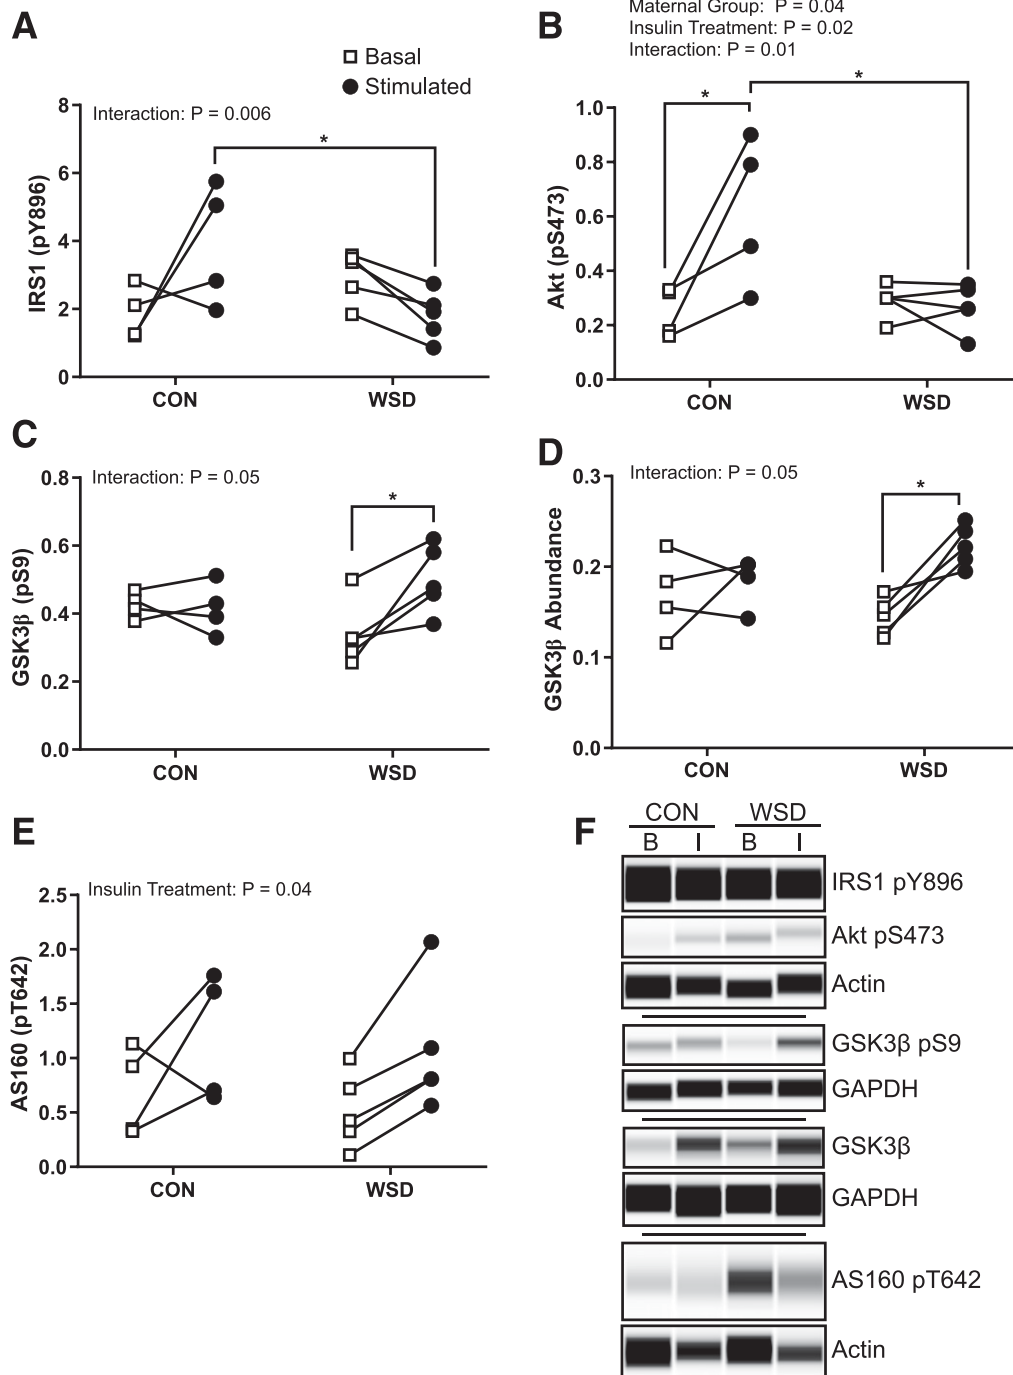 A
Basal
Stimulated
Interaction: P = 0.006
*
8
6
4
2
0
IRS1 (pY896)
CON
WSD
B
Maternal Group:  P = 0.04
Insulin Treatment: P = 0.02
Interaction: P = 0.01
*
*
1.0
0.8
0.6
0.4
0.2
0.0
Akt (pS473)
CON
WSD
C
Interaction: P = 0.05
*
0.8
0.6
0.4
0.2
0.0
GSK3β (pS9)
CON
WSD
D
Interaction: P = 0.05
*
0.3
0.2
0.1
0.0
GSK3β Abundance
CON
WSD
E
Insulin Treatment: P = 0.04
2.5
2.0
1.5
1.0
0.5
0.0
AS160 (pT642)
CON
WSD
F
CON WSD
B I B I
IRS1 pY896
Akt pS473
Actin
GSK3β pS9
GAPDH
GSK3β
GAPDH
AS160 pT642
Actin